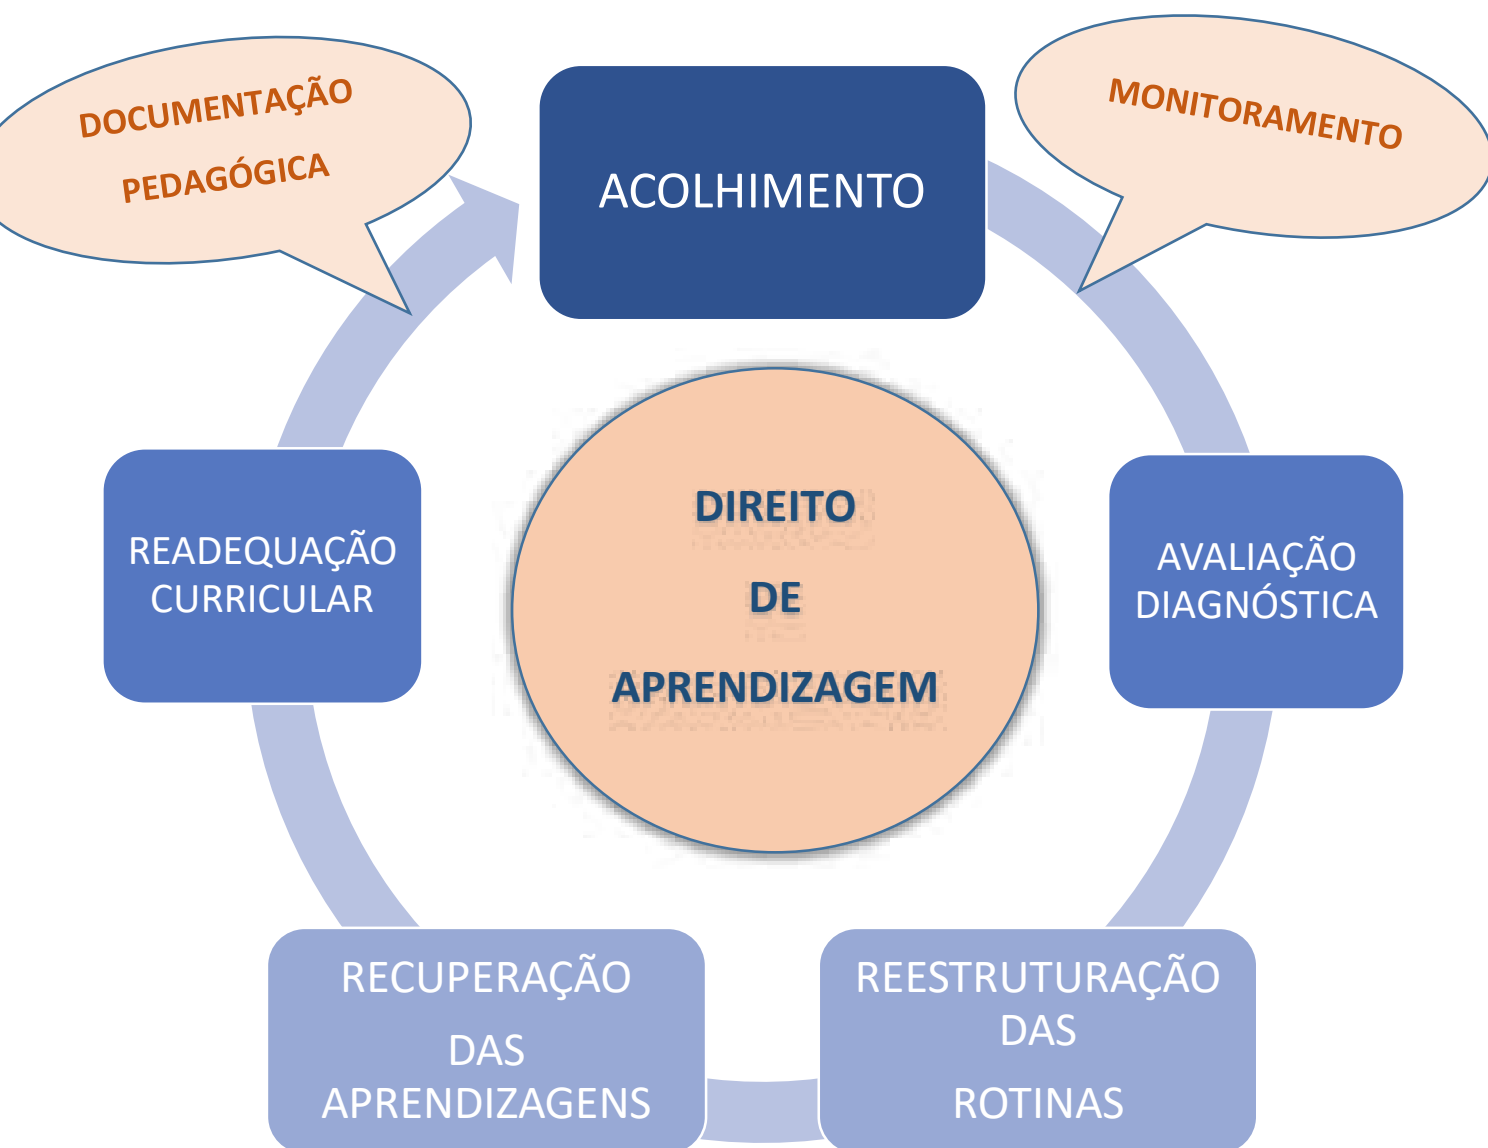 DOCUMENTAÇÃO
PEDAGÓGICA
ACOLHIMENTO
MONITORAMENTO
READEQUAÇÃO
CURRICULAR
DIREITO
DE
APRENDIZAGEM
AVALIAÇÃO
DIAGNÓSTICA
RECUPERAÇÃO
DAS
APRENDIZAGENS
REESTRUTURAÇÃO
DAS
ROTINAS